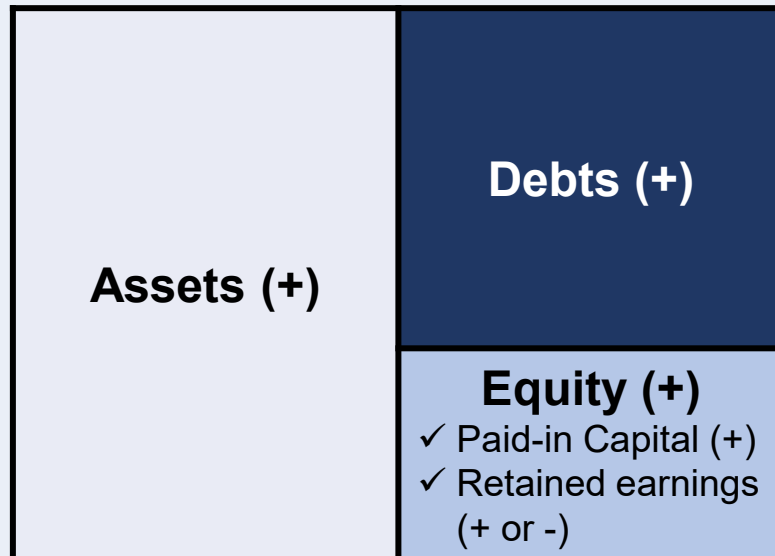 Assets (+)
Debts (+)
Equity (+)
✓ Paid-in Capital (+)
✓ Retained earnings
(+ or -)